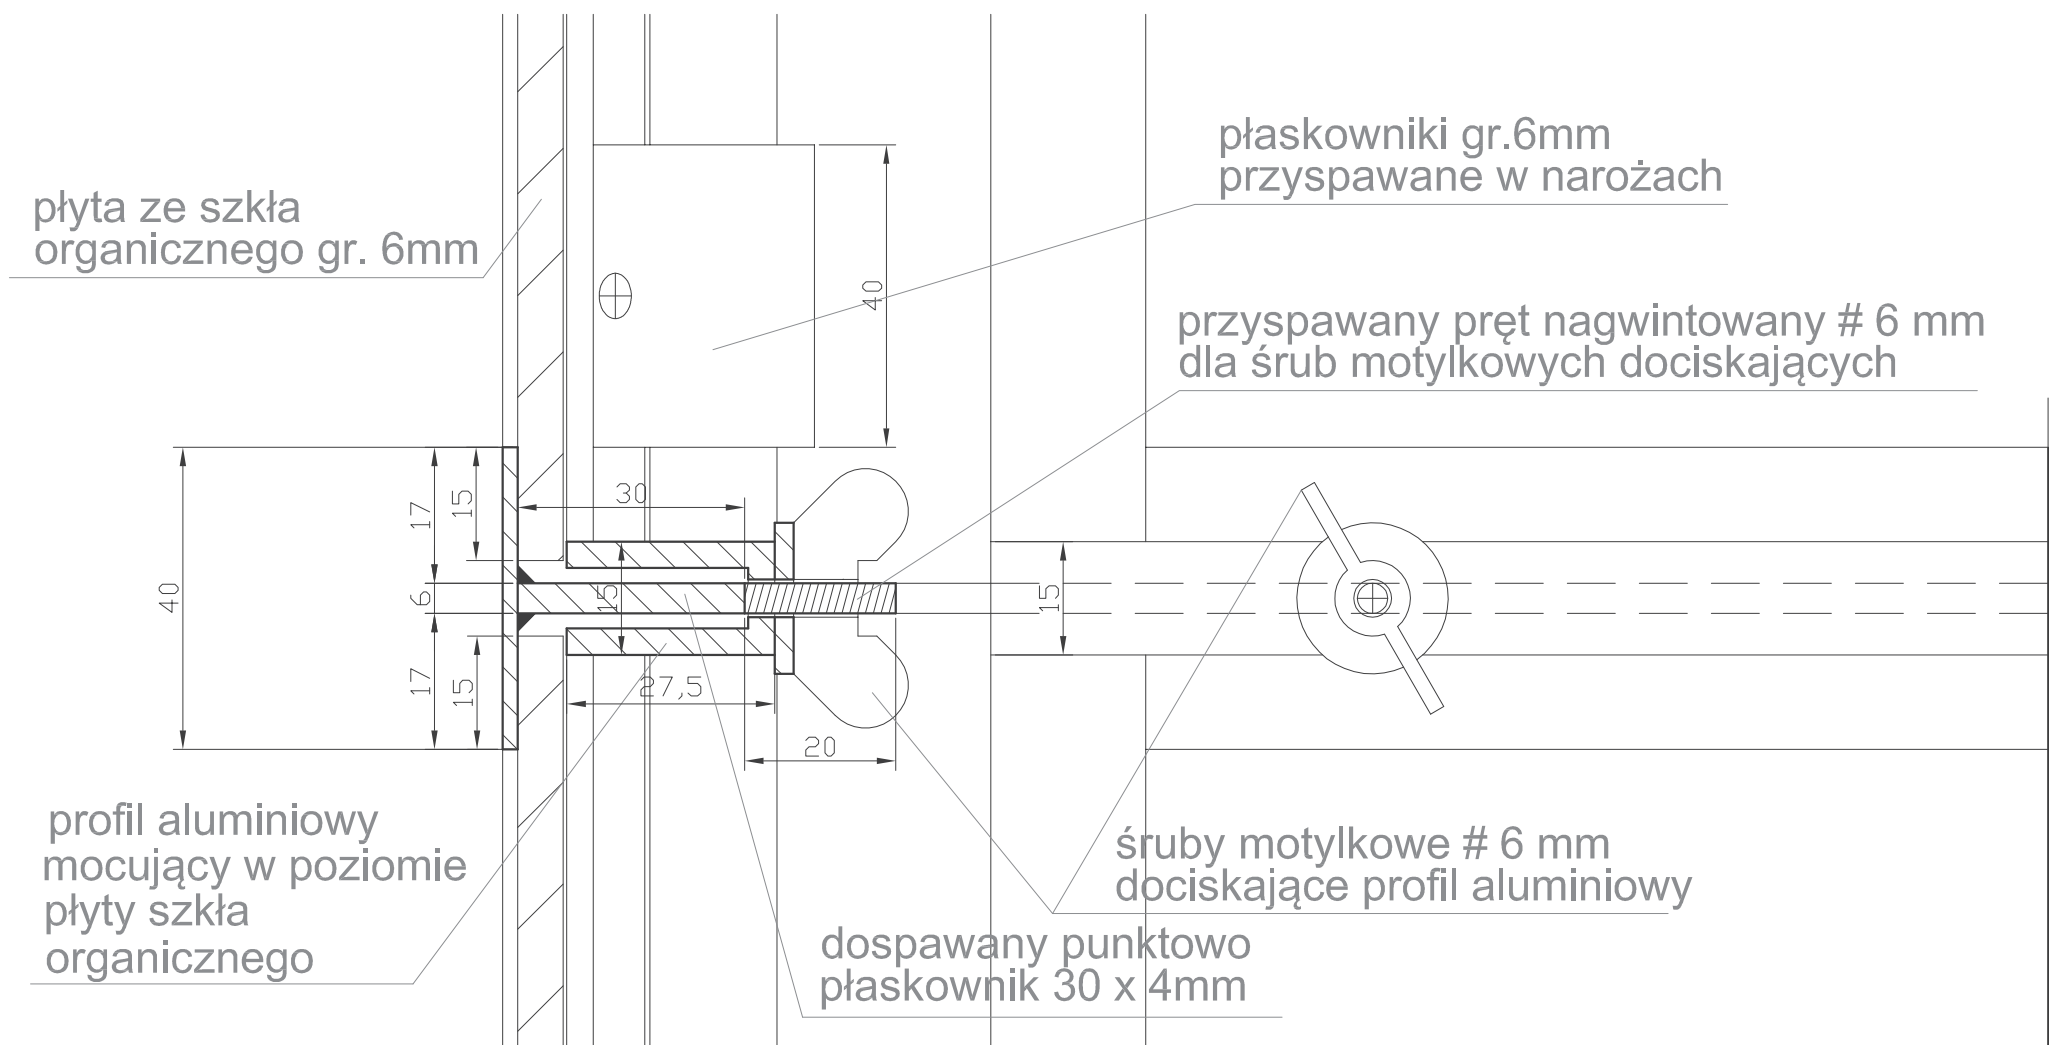 płaskowniki gr.6mm
przyspawane w narożach
płyta ze szkła
organicznego gr. 6mm
40
przyspawany pręt nagwintowany # 6 mm
dla śrub motylkowych dociskających
30
17
15
40
6
15
15
17
15
27,5
20
profil aluminiowy
mocujący w poziomie
płyty szkła
organicznego
śruby motylkowe # 6 mm
dociskające profil aluminiowy
dospawany punktowo
płaskownik 30 x 4mm